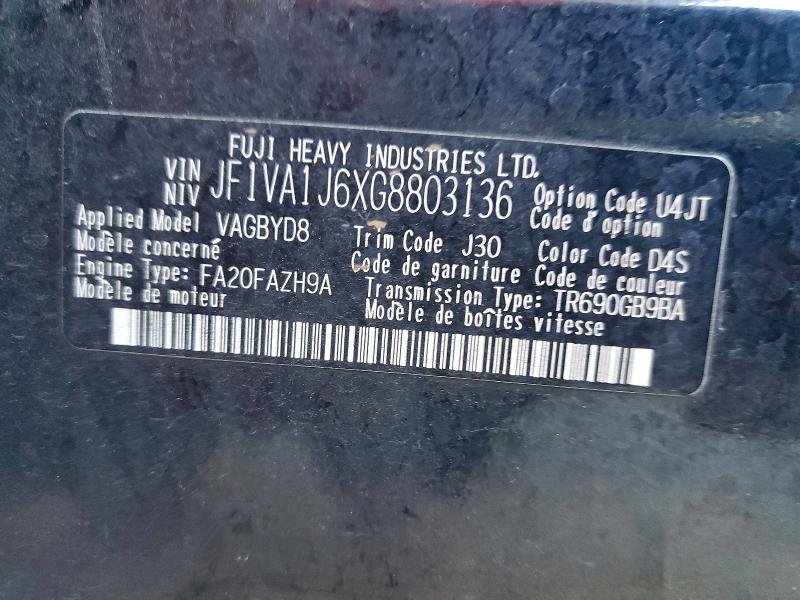 FUJI HEAVY INDUSTRIES LTD.
VIN NIV JF1VA1J6XG8803136 Option Code U4JT
Code d'option
Applied Model VAGBYD8 Trim Code J30 Color Code D4S
Modèle concerné Code de garniture Code de couleur
Engine Type: FA20FAZH9A Transmission Type: TR690GB9BA
Modèle de moteur Modèle de boîtes vitesse